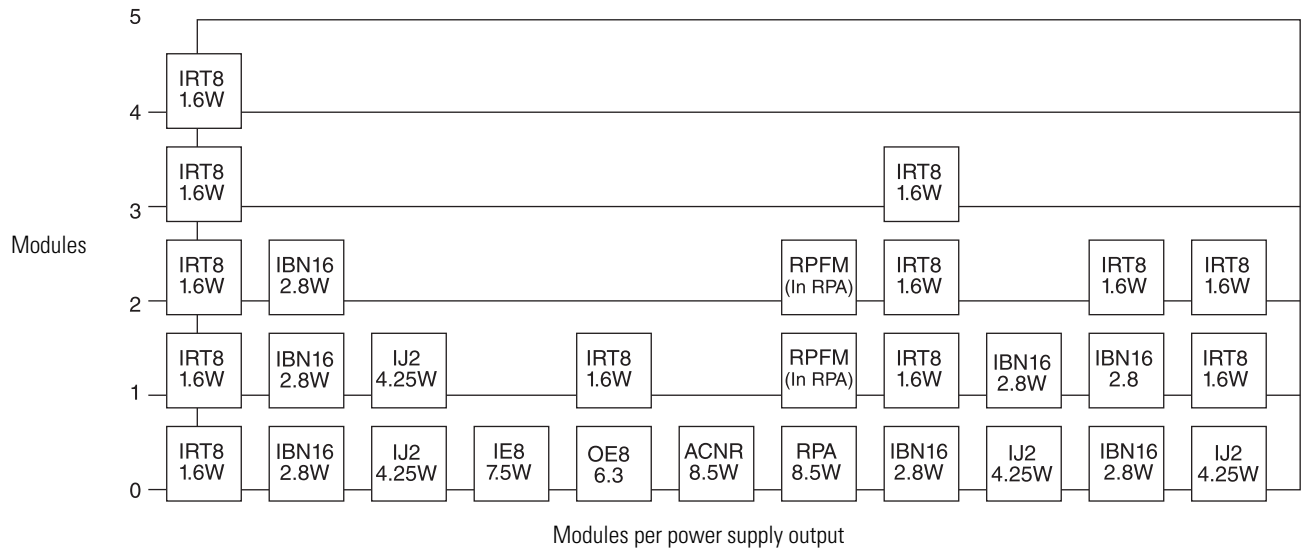 5
IRT8
1.6W
4
IRT8
1.6W
IRT8
1.6W
3
Modules
IRT8
1.6W
IBN16
2.8W
RPFM
(In RPA)
IRT8
1.6W
IRT8
1.6W
IRT8
1.6W
2
IRT8
1.6W
IBN16
2.8W
IJ2
4.25W
IRT8
1.6W
RPFM
(In RPA)
IRT8
1.6W
IBN16
2.8W
IBN16
2.8
IRT8
1.6W
1
IRT8
1.6W
IBN16
2.8W
IJ2
4.25W
IE8
7.5W
OE8
6.3
ACNR
8.5W
RPA
8.5W
IBN16
2.8W
IJ2
4.25W
IBN16
2.8W
IJ2
4.25W
0
Modules per power supply output